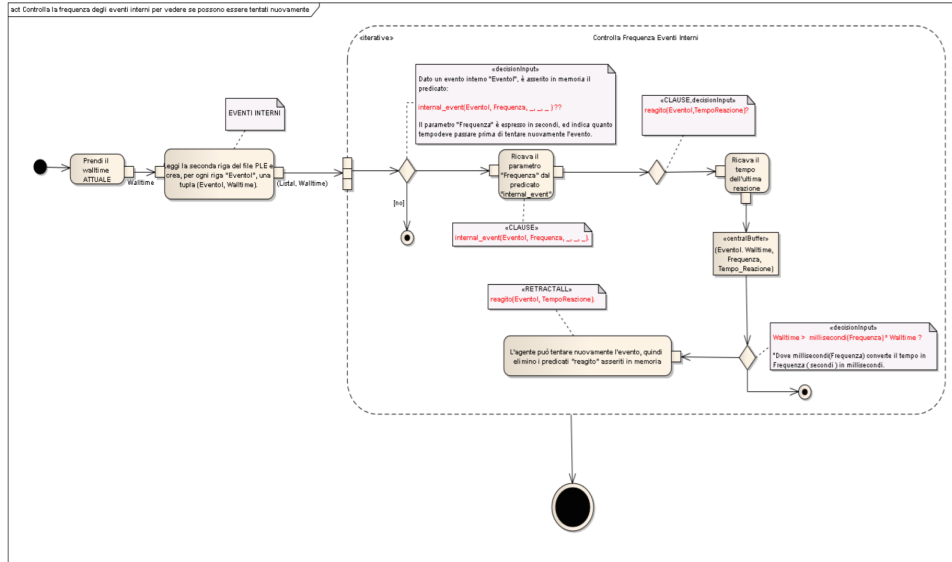 act Controlla la frequenza degli eventi interni per vedere se possono essere tentati nuovamente
«iterative»
Controlla Frequenza Eventi Interni
«decisionInput»
Dato un evento interno "EventoI", è asserito in memoria il
predicato:
internal_event(EventoI, Frequenza, _, _, _ ) ??
Il parametro "Frequenza" è espresso in secondi, ed indica quanto
tempodeve passare prima di tentare nuovamente l'evento.
«CLAUSE,decisionInput»
reagito(EventoI,TempoReazione)?
EVENTI INTERNI
Prendi il
walltime
ATTUALE
Walltime
Leggi la seconda riga del file PLE e
crea, per ogni riga "EventoI", una
tupla (EventoI, Walltime).
(ListaI, Walltime)
[no]
Ricava il
parametro
"Frequenza" dal
predicato
"internal_event"
Ricava il
tempo
dell'ultima
reazione
«CLAUSE»
internal_event(EventoI, Frequenza, _, _, _).
«centralBuffer»
(EventoI. Walltime,
Frequenza,
Tempo_Reazione)
«RETRACTALL»
reagito(EventoI, TempoReazione).
L'agente può tentare nuovamente l'evento, quindi
elimino i predicati "reagito" asseriti in memoria
«decisionInput»
Walltime > millisecondi(Frequenza)* Walltime ?
*Dove millisecondi(Frequenza) converte il tempo in
Frequenza ( secondi ) in millisecondi.